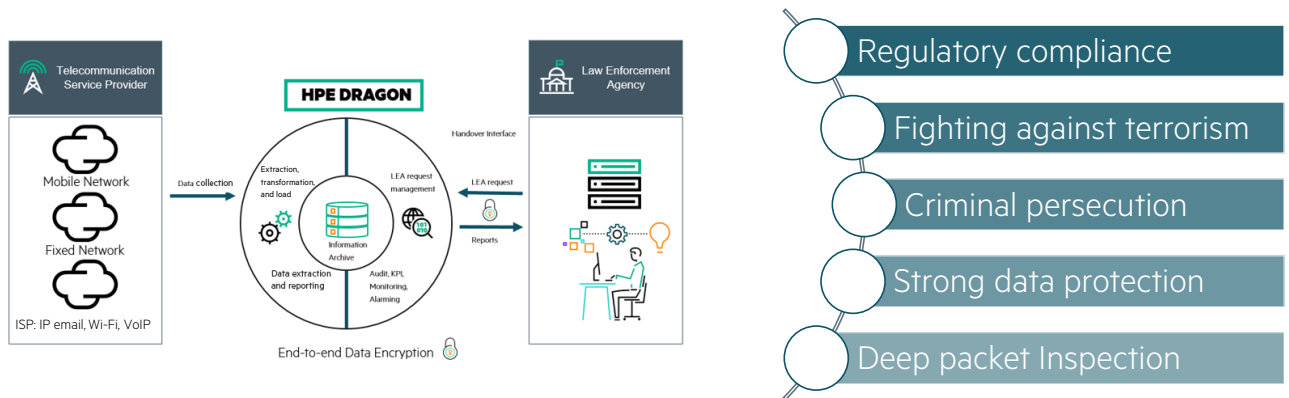 Telecommunication
Service Provider
Mobile Network
Fixed Network
ISP: IP email, Wi-Fi, VoIP
Data collection
HPE DRAGON
Extraction,
transformation,
and load
LEA request
management
Information
Archive
Data extraction
and reporting
Audit, KPI,
Monitoring,
Alarming
101
010
End-to-end Data Encryption
Handover Interface
LEA request
Reports
Law Enforcement
Agency
Regulatory compliance
Fighting against terrorism
Criminal persecution
Strong data protection
Deep packet Inspection